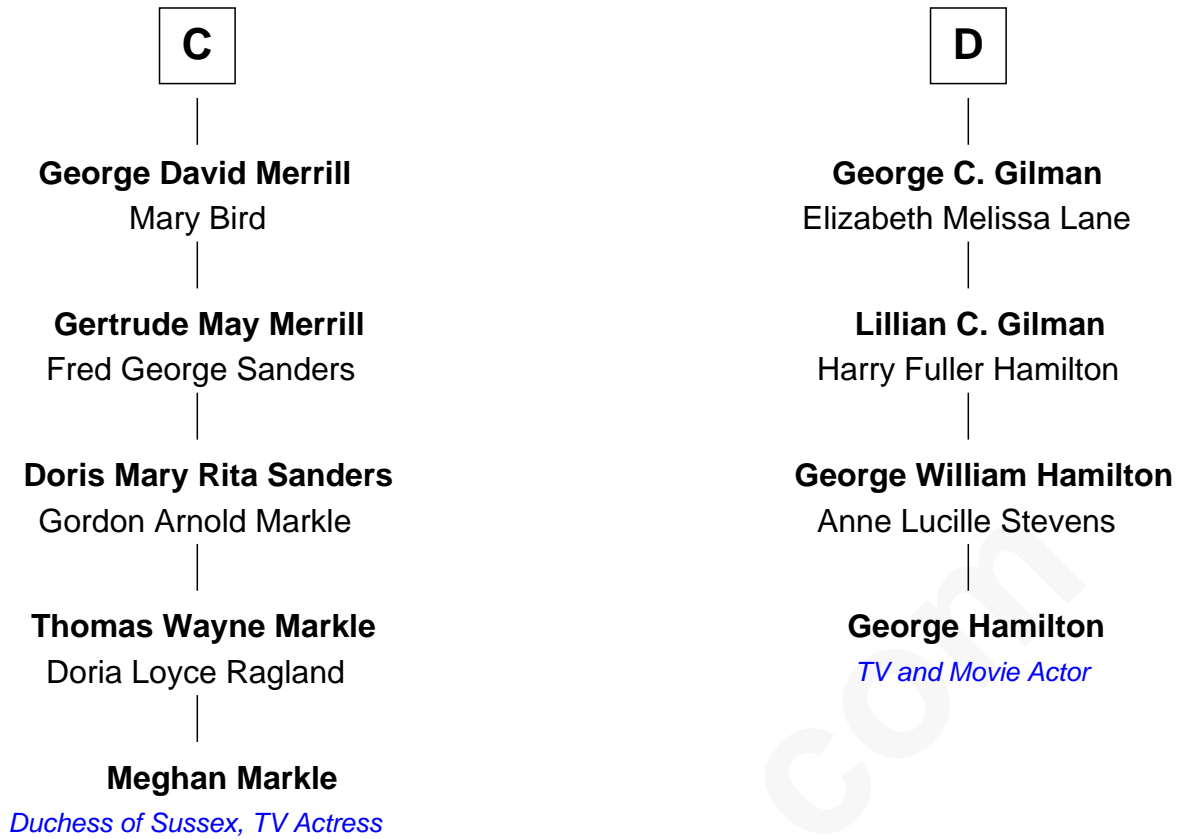 C
George David Merrill
Mary Bird
Gertrude May Merrill
Fred George Sanders
Doris Mary Rita Sanders
Gordon Arnold Markle
Thomas Wayne Markle
Doria Loyce Ragland
Meghan Markle
Duchess of Sussex, TV Actress
D
George C. Gilman
Elizabeth Melissa Lane
Lillian C. Gilman
Harry Fuller Hamilton
George William Hamilton
Anne Lucille Stevens
George Hamilton
TV and Movie Actor
com